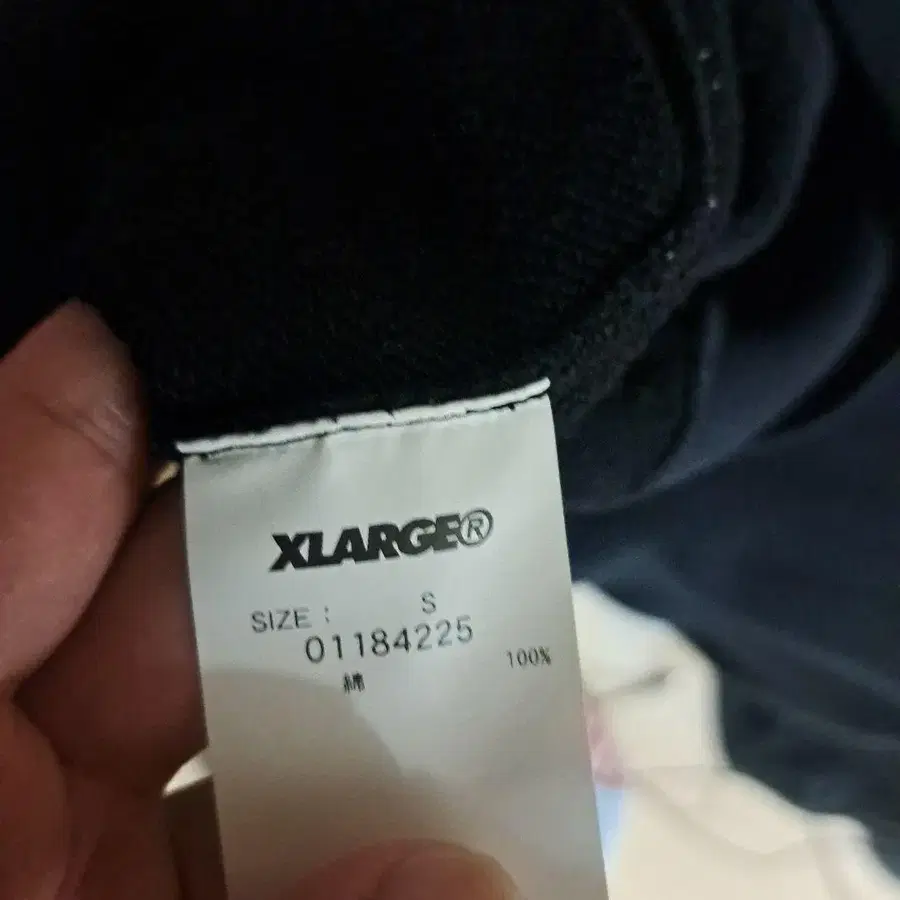 XLARGE®
SIZE : S
01184225
綿 100%